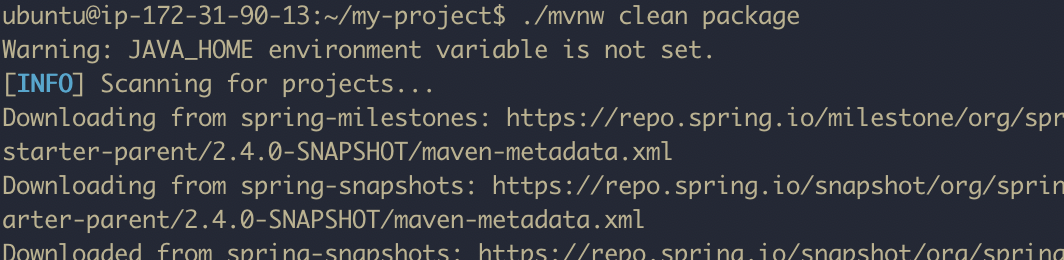 ubuntu@ip-172-31-90-13:~/my-project$ ./mvnw clean package
Warning: JAVA_HOME environment variable is not set.
[INFO] Scanning for projects...
Downloading from spring-milestones: https://repo.spring.io/milestone/org/spr
starter-parent/2.4.0-SNAPSHOT/maven-metadata.xml
Downloading from spring-snapshots: https://repo.spring.io/snapshot/org/sprin
arter-parent/2.4.0-SNAPSHOT/maven-metadata.xml
Downloaded from spring-snapshots: https://repo.spring.io/snapshot/org/spring